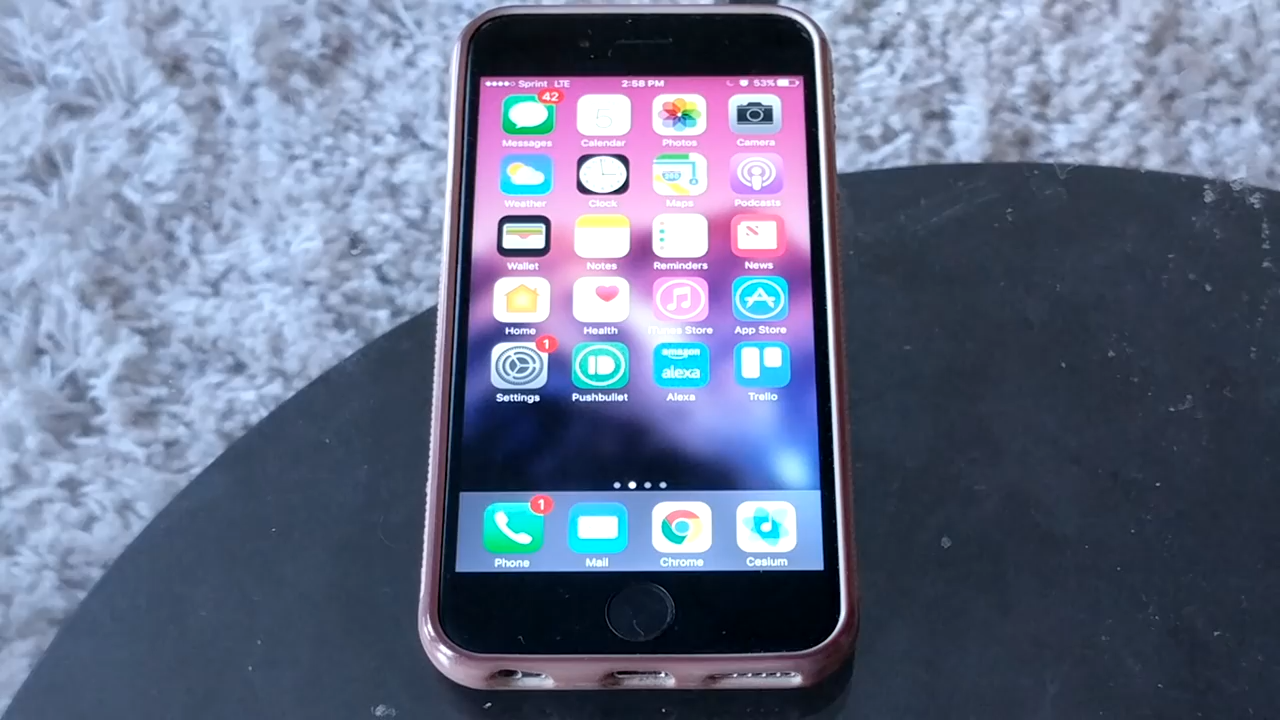 Sprint LTE 2:58 PM 53%
42
5
Messages Calendar Photos Camera
Weather Clock Maps Podcasts
Wallet Notes Reminders News
Home Health iTunes Store App Store
1
amazon
alexa
Settings Pushbullet Alexa Trello
1
Phone Mail Chrome Cesium